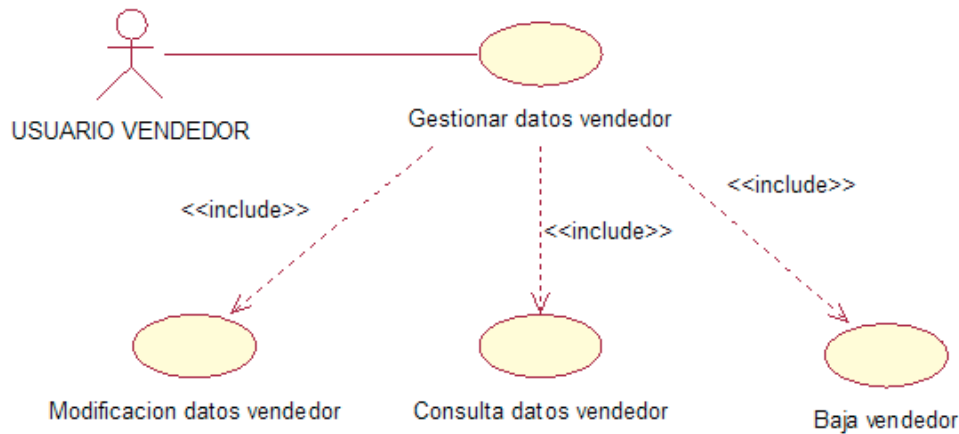 USUARIO VENDEDOR
Gestionar datos vendedor
<<include>>
<<include>>
<<include>>
Modificacion datos vendedor
Consulta datos vendedor
Baja vendedor